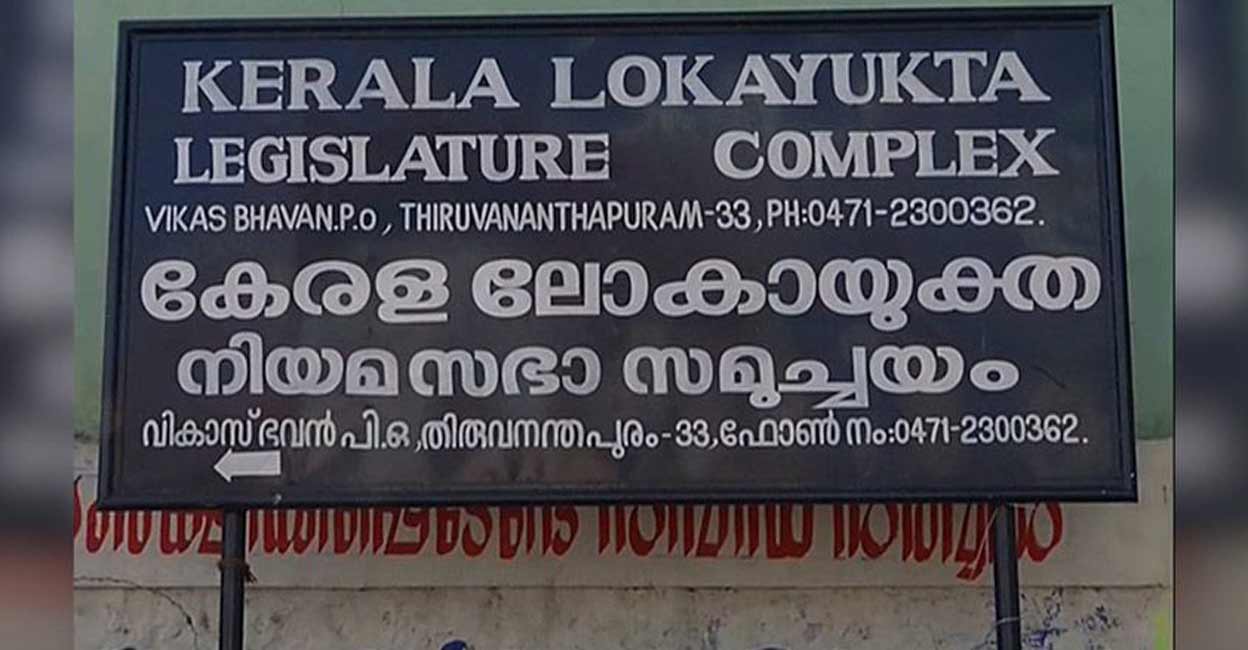 KERALA LOKAYUKTA
LEGISLATURE COMPLEX
VIKAS BHAVAN.P.O, THIRUVANANTHAPURAM-33, PH:0471-2300362.
കേരള ലോകായുക്ത
നിയമസഭാ സമുച്ചയം
വികാസ് ഭവൻ പി.ഒ ,തിരുവനന്തപുരം-33,ഫോൺ നം:0471-2300362.